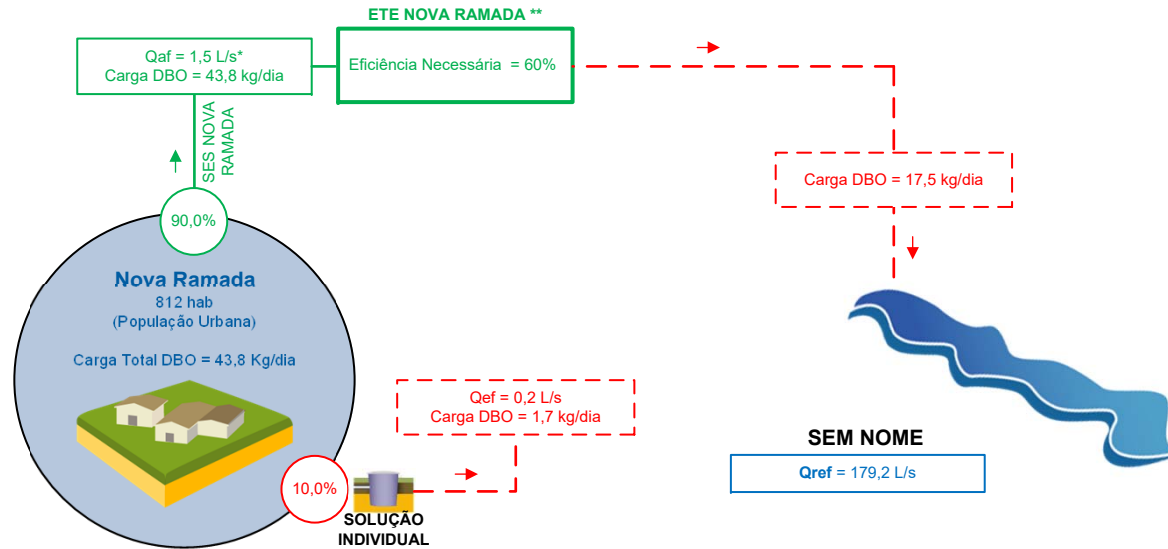 ETE NOVA RAMADA **
Qaf = 1,5 L/s*
Carga DBO = 43,8 kg/dia
Eficiência Necessária = 60%
SES NOVA
RAMADA
Carga DBO = 17,5 kg/dia
90,0%
Nova Ramada
812 hab
(População Urbana)
Carga Total DBO = 43,8 Kg/dia
Qef = 0,2 L/s
Carga DBO = 1,7 kg/dia
10,0%
SOLUÇÃO
INDIVIDUAL
SEM NOME
Qref = 179,2 L/s